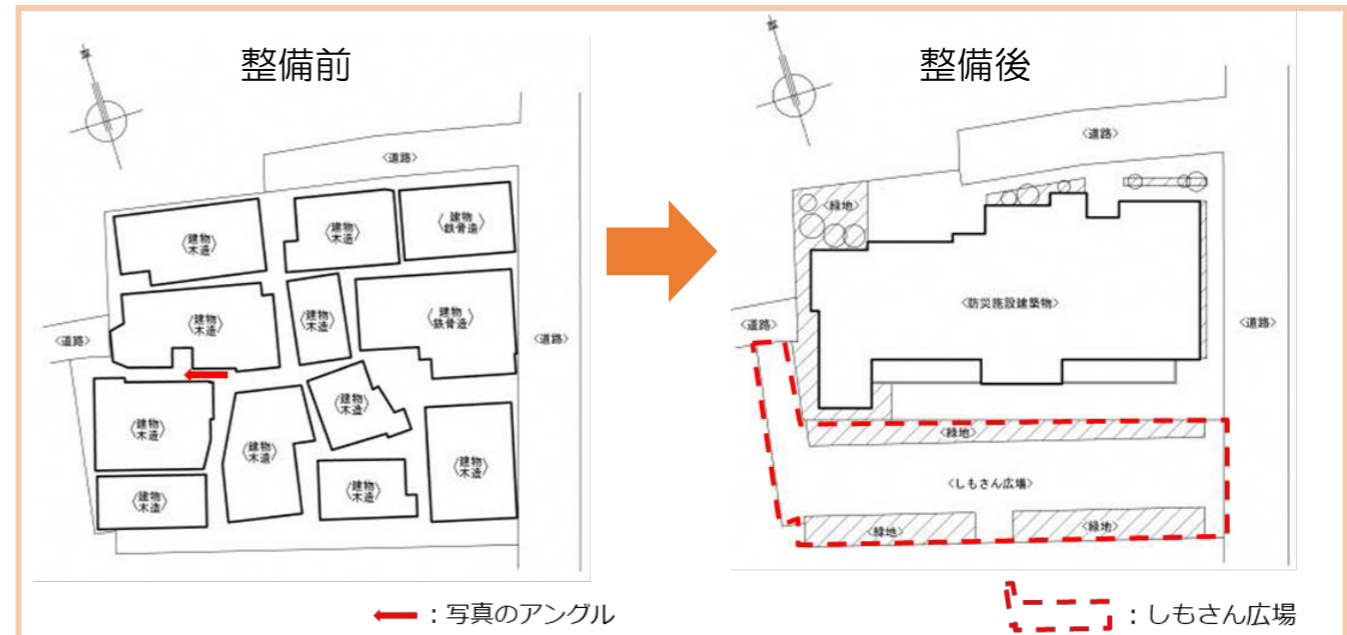 整備前
〈道路〉
〈建物
木造〉
〈建物
木造〉
〈建物
鉄骨造〉
〈建物
木造〉
〈建物
木造〉
〈建物
鉄骨造〉
〈道路〉
〈道路〉
〈建物
木造〉
〈建物
木造〉
〈建物
木造〉
〈建物
木造〉
〈建物
木造〉
〈建物
木造〉
〈建物
木造〉
：写真のアングル
整備後
〈道路〉
〈緑地〉
〈防災施設建築物〉
〈道路〉
〈道路〉
〈緑地〉
〈しもさん広場〉
〈緑地〉
〈緑地〉
：しもさん広場